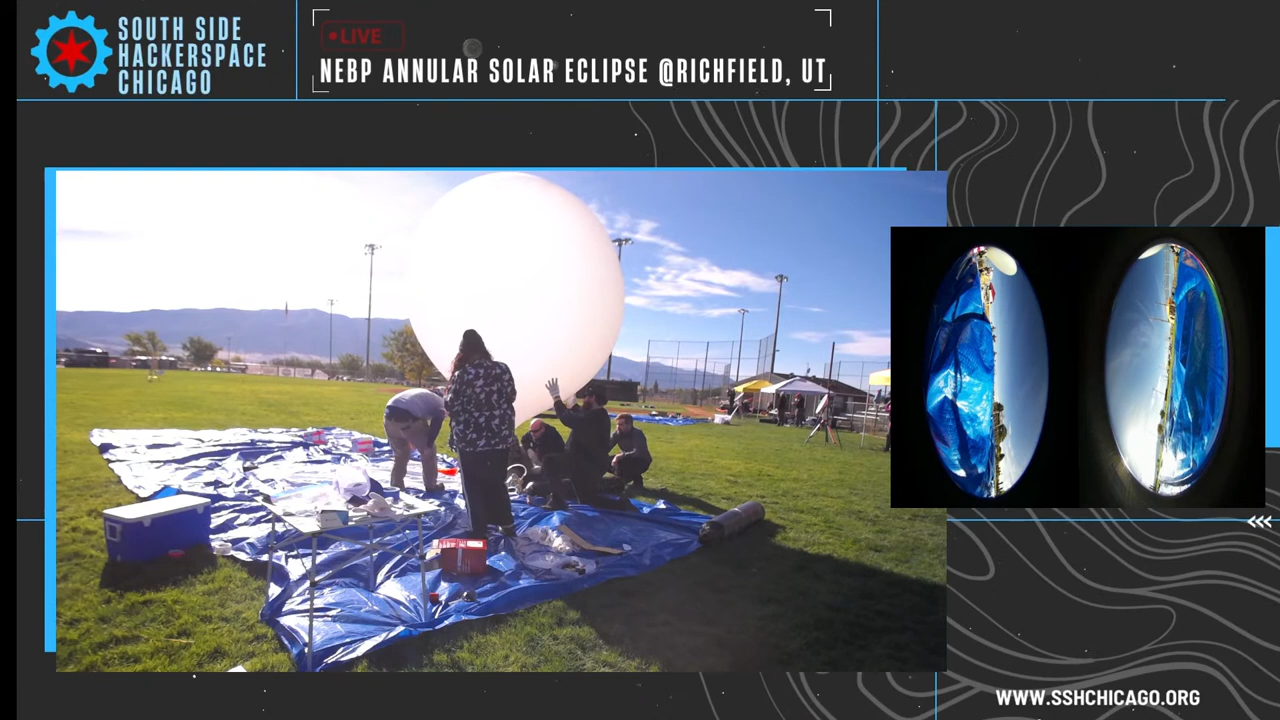 SOUTH SIDE
HACKERSPACE
CHICAGO
LIVE
NEBP ANNULAR SOLAR ECLIPSE @RICHFIELD, UT
WWW.SSHCHICAGO.ORG